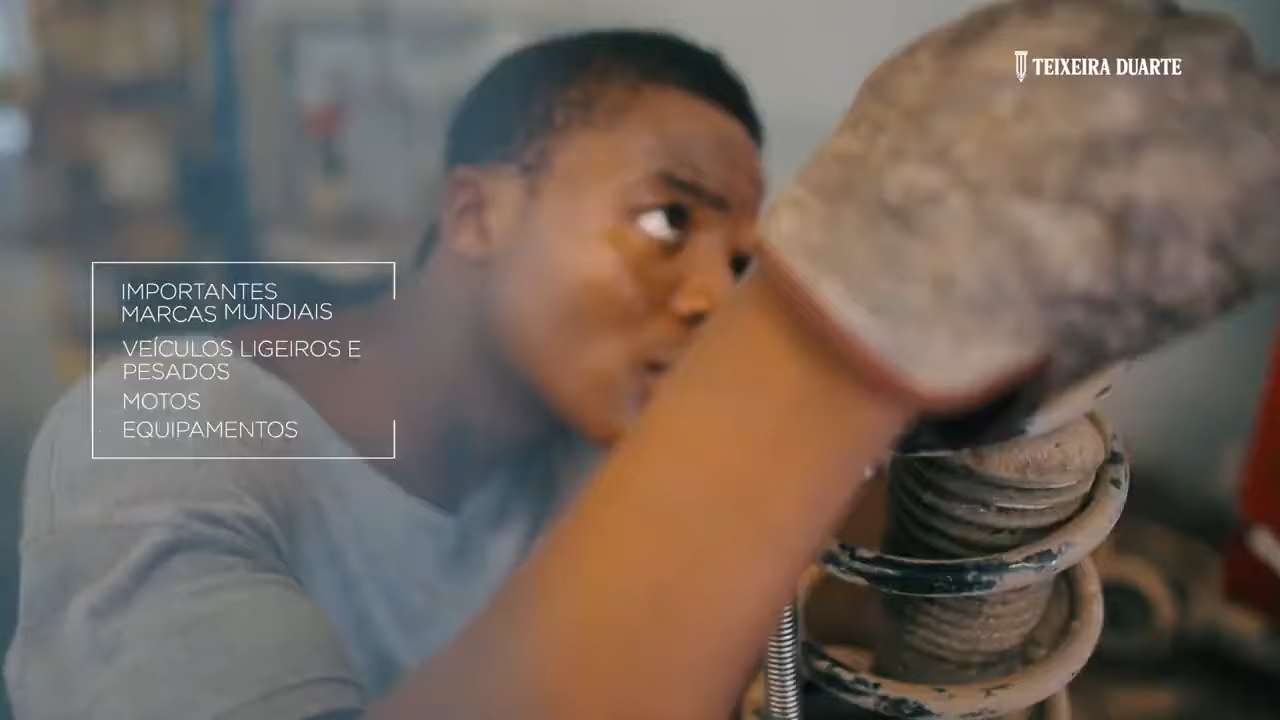 TEIXEIRA DUARTE
IMPORTANTES
MARCAS MUNDIAIS
VEÍCULOS LIGEIROS E
PESADOS
MOTOS
EQUIPAMENTOS